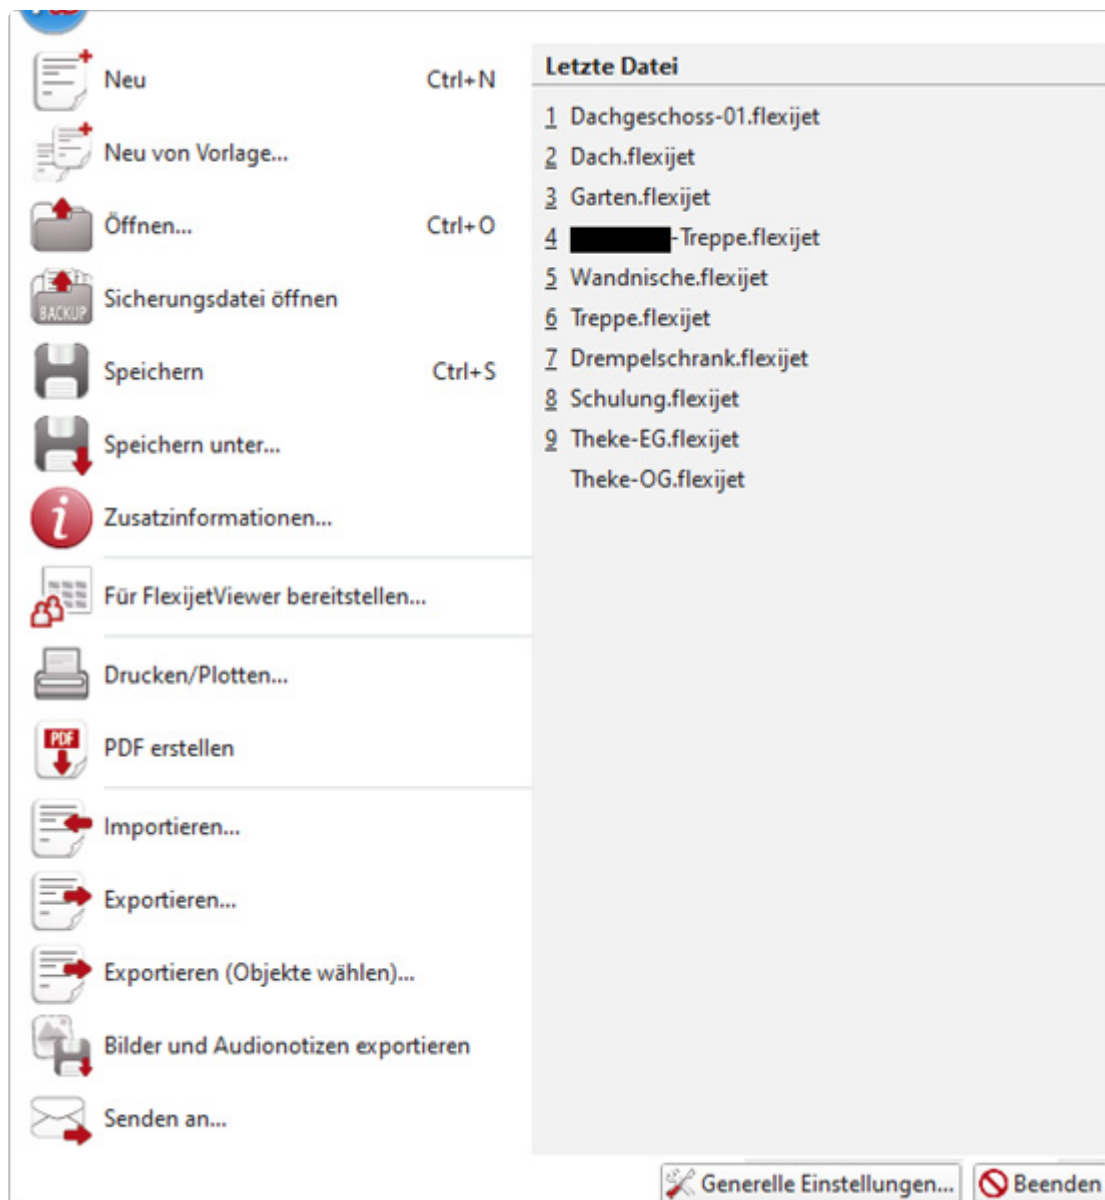 Neu Ctrl+N
Neu von Vorlage...
Öffnen... Ctrl+O
BACKUP
Sicherungsdatei öffnen
Speichern Ctrl+S
Speichern unter...
i
Zusatzinformationen...
Für FlexijetViewer bereitstellen...
Drucken/Plotten...
PDF
PDF erstellen
Importieren...
Exportieren...
Exportieren (Objekte wählen)...
Bilder und Audionotizen exportieren
Senden an...
Letzte Datei
1 Dachgeschoss-01.flexijet
2 Dach.flexijet
3 Garten.flexijet
4 -Treppe.flexijet
5 Wandnische.flexijet
6 Treppe.flexijet
7 Drempelschrank.flexijet
8 Schulung.flexijet
9 Theke-EG.flexijet
Theke-OG.flexijet
Generelle Einstellungen... Beenden